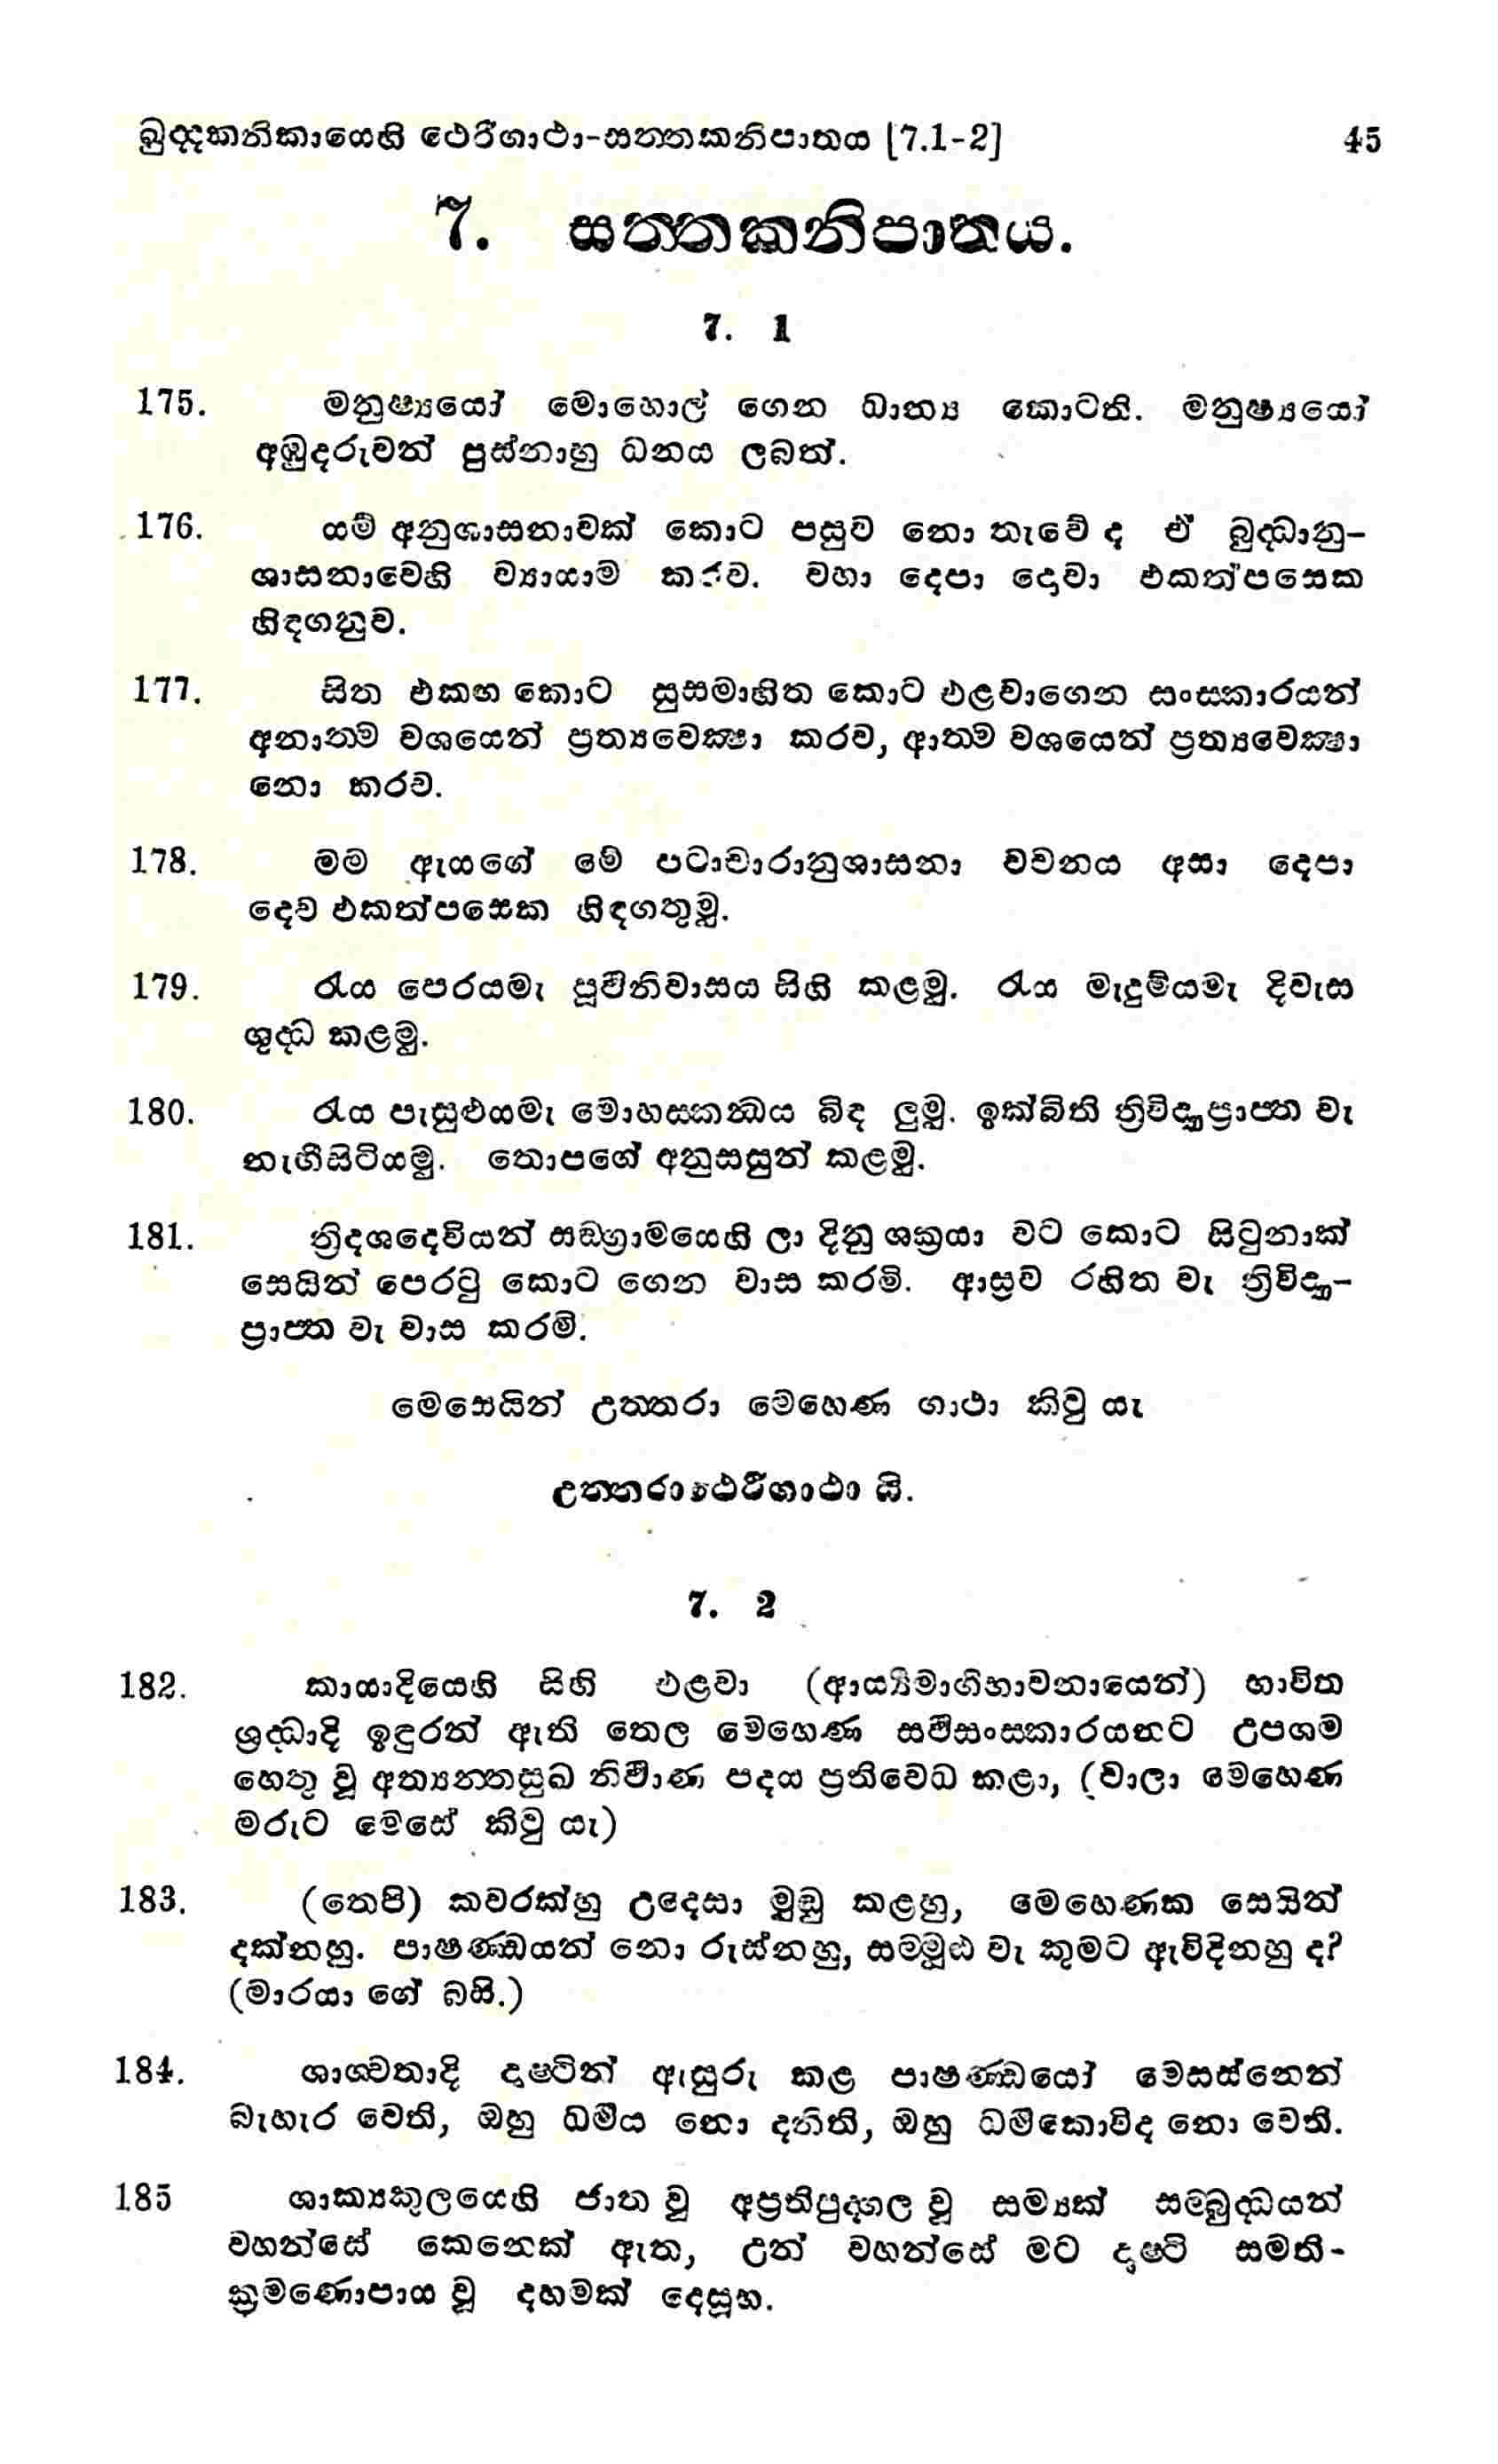 ඛුද්දකනිකායෙහි ථෙරීගාථා-සත්තකනිපාතය [7.1-2] 45
7. සත්තකනිපාතය.
7. 1
175. මනුෂ්‍යයෝ මොහොල් ගෙන ධාන්‍ය කොටති. මනුෂ්‍යයෝ
අඹුදරුවන් පුස්නාහු ධනය ලබත්.
176. යම් අනුශාසනාවක් කොට පසුව නො තැවේ ද ඒ බුද්ධානු-
ශාසනාවෙහි ව්‍යායාම කරව. වහා දෙපා දොවා එකත්පසෙක
හිඳගනුව.
177. සිත එකඟ කොට සුසමාහිත කොට එළවාගෙන සංස්කාරයන්
අනාත්ම වශයෙන් ප්‍රත්‍යවෙක්ෂා කරව, ආත්ම වශයෙන් ප්‍රත්‍යවෙක්ෂා
නො කරව.
178. මම ඇයගේ මේ පටාචාරානුශාසනා වචනය අසා දෙපා
දෙව එකත්පසෙක හිඳගතුමු.
179. රැය පෙරයමැ පූර්‍වනිවාසය සිහි කළමු. රැය මැදුම්යමැ දිවැස
ශුද්ධ කළමු.
180. රැය පැසුළුයමැ මොහස්කන්‍ධය බිඳ ලුමු. ඉක්බිති ත්‍රිවිද්‍යාප්‍රාප්ත වැ
නැගීසිටියමු. තොපගේ අනුසසුන් කළමු.
181. ත්‍රිදශදෙවියන් සඞ්ග්‍රාමයෙහි ලා දිනු ශක්‍රයා වට කොට සිටුනාක්
සෙයින් පෙරටු කොට ගෙන වාස කරමි. ආස්‍රව රහිත වැ ත්‍රිවිද්‍යා-
ප්‍රාප්ත වැ වාස කරමි.
මෙසෙයින් උත්තරා මෙහෙණ ගාථා කිවු යැ
උත්තරාථෙරීගාථා යි.
7. 2
182. කායාදියෙහි සිහි එළවා (ආර්‍ය්‍යමාර්‍ගභාවනායෙන්) භාවිත
ශ්‍රද්ධාදි ඉඳුරන් ඇති තෙල මෙහෙණ සර්‍වසංස්කාරයනට උපශම
හෙතු වූ අත්‍යන්තසුඛ නිර්‍වාණ පදය ප්‍රතිවෙධ කළා, (චාලා මෙහෙණ
මරුට මෙසේ කිවු යැ)
183. (තෙපි) කවරක්හු උදෙසා මුඩු කළහු, මෙහෙණක සෙයින්
දක්නහු. පාෂණ්ඩයන් නො රුස්නහු, සම්මූඪ වැ කුමට ඇවිදිනහු ද?
(මාරයා ගේ බසි.)
184. ශාශ්වතාදි දෘෂ්ටින් ඇසුරු කළ පාෂණ්ඩයෝ මෙසස්නෙන්
බැහැර වෙති, ඔහු ධර්‍මය නො දනිති, ඔහු ධර්‍මකොවිද නො වෙති.
185 ශාක්‍යකුලයෙහි ජාත වූ අප්‍රතිපුද්ගල වූ සම්‍යක් සම්බුද්ධයන්
වහන්සේ කෙනෙක් ඇත, උන් වහන්සේ මට දෘෂ්ටි සමති-
ක්‍රමණොපාය වූ දහමක් දෙසූහ.